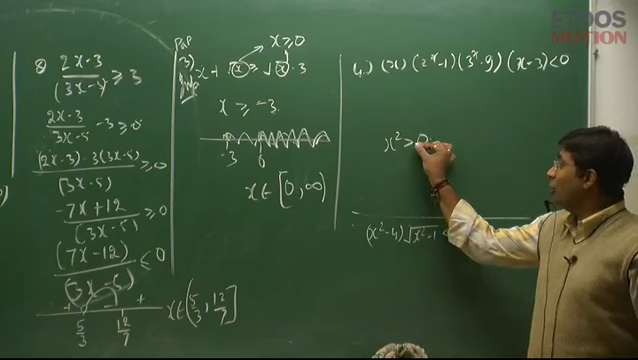 ETOOS
MOTION
8) (2x-3)/(3x-5) ≥ 3
(2x-3)/(3x-5) -3 ≥ 0
((2x-3)-3(3x-5))/(3x-5) ≥ 0
(-7x+12)/(3x-5) ≥ 0
(7x-12)/(3x-5) ≤ 0
+ - +
5/3 12/7
x∈(5/3, 12/7]
x ≥ 0
√x ≥ √x - 3
x ≥ -3
-3 0
x ∈ [0, ∞)
4.) (x) (2^x-1) (3^x-9) (x-3) < 0
x² > 0
(x²-4) √(x²-1) <